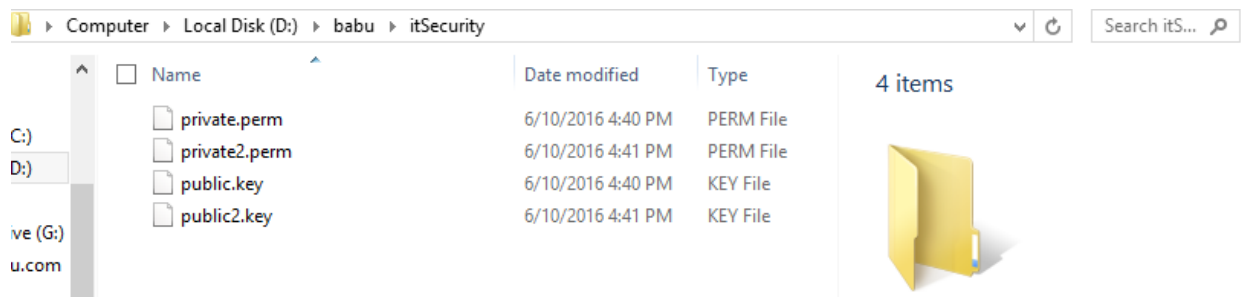 Computer Local Disk (D:) babu itSecurity Search itS...
Name Date modified Type
4 items
private.perm 6/10/2016 4:40 PM PERM File
C:)
private2.perm 6/10/2016 4:41 PM PERM File
D:)
public.key 6/10/2016 4:40 PM KEY File
public2.key 6/10/2016 4:41 PM KEY File
ive (G:)
u.com